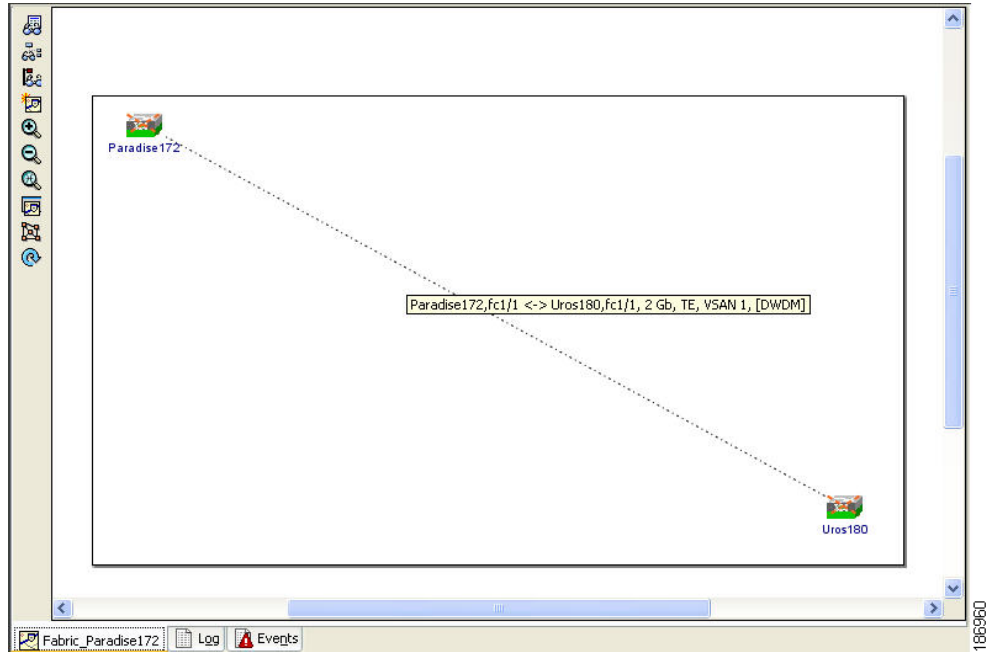 Paradise172
Paradise172,fc1/1 <-> Uros180,fc1/1, 2 Gb, TE, VSAN 1, [DWDM]
Uros180
Fabric_Paradise172
Log
Events
186960